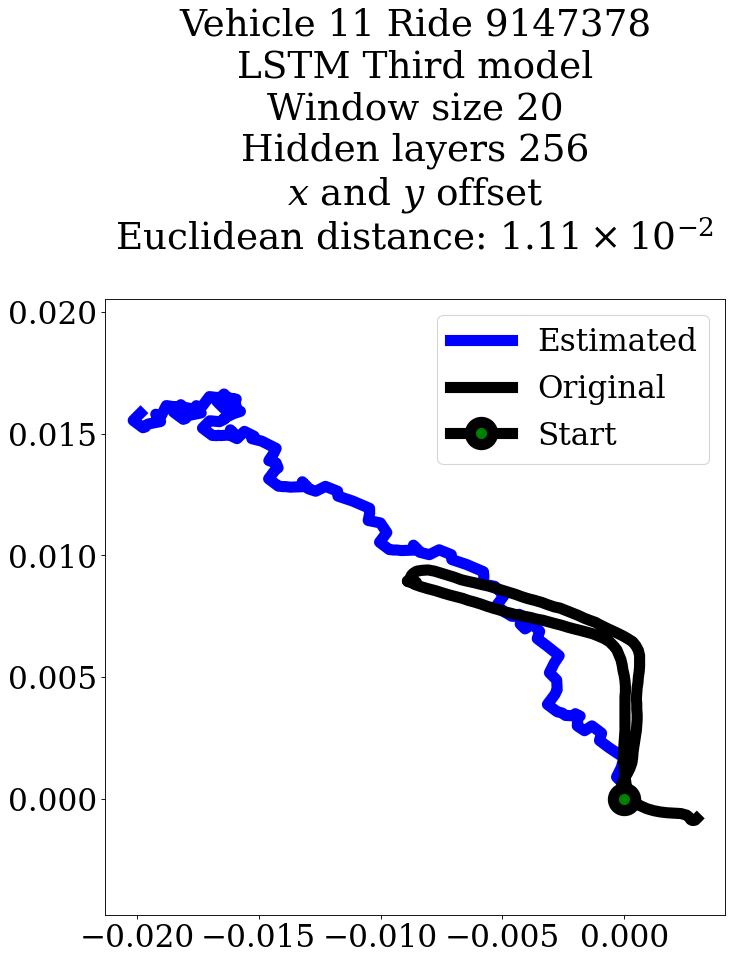 Vehicle 11 Ride 9147378
LSTM Third model
Window size 20
Hidden layers 256
x and y offset
Euclidean distance: 1.11 × 10⁻²
Estimated
Original
Start
0.020
0.015
0.010
0.005
0.000
−0.020 −0.015 −0.010 −0.005 0.000